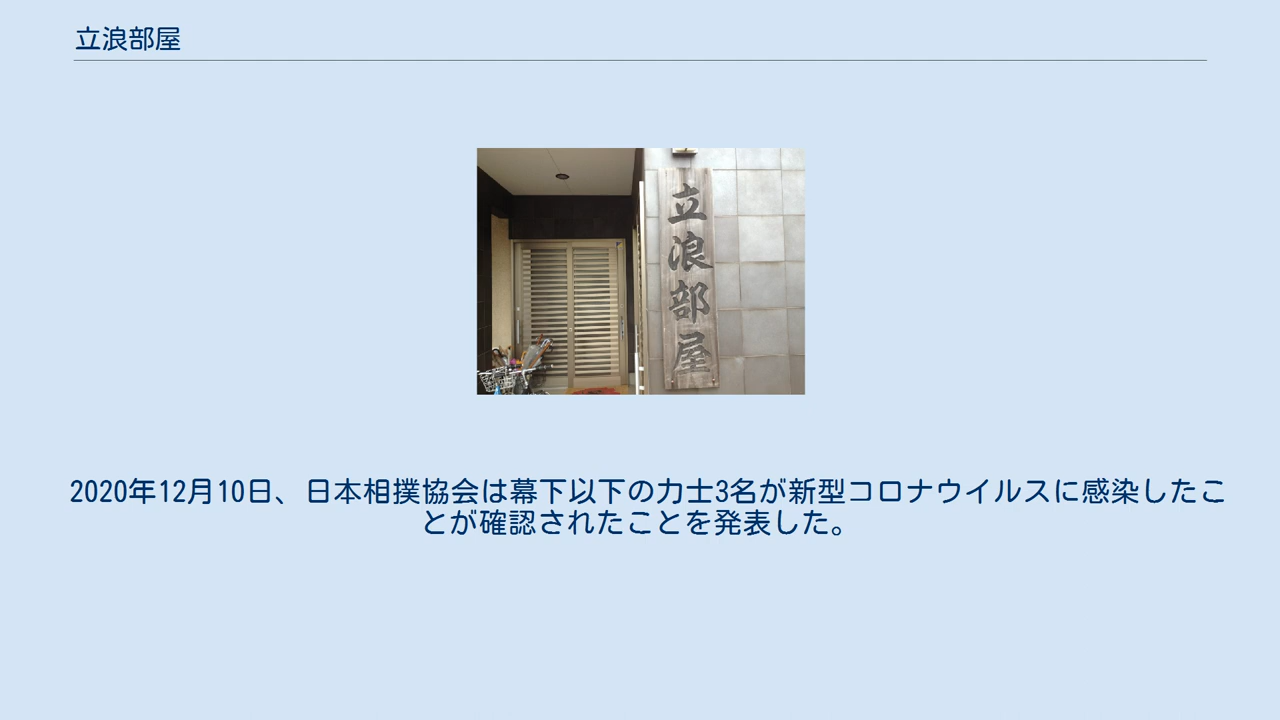 立浪部屋
立浪部屋
2020年12月10日、日本相撲協会は幕下以下の力士3名が新型コロナウイルスに感染したこ
とが確認されたことを発表した。